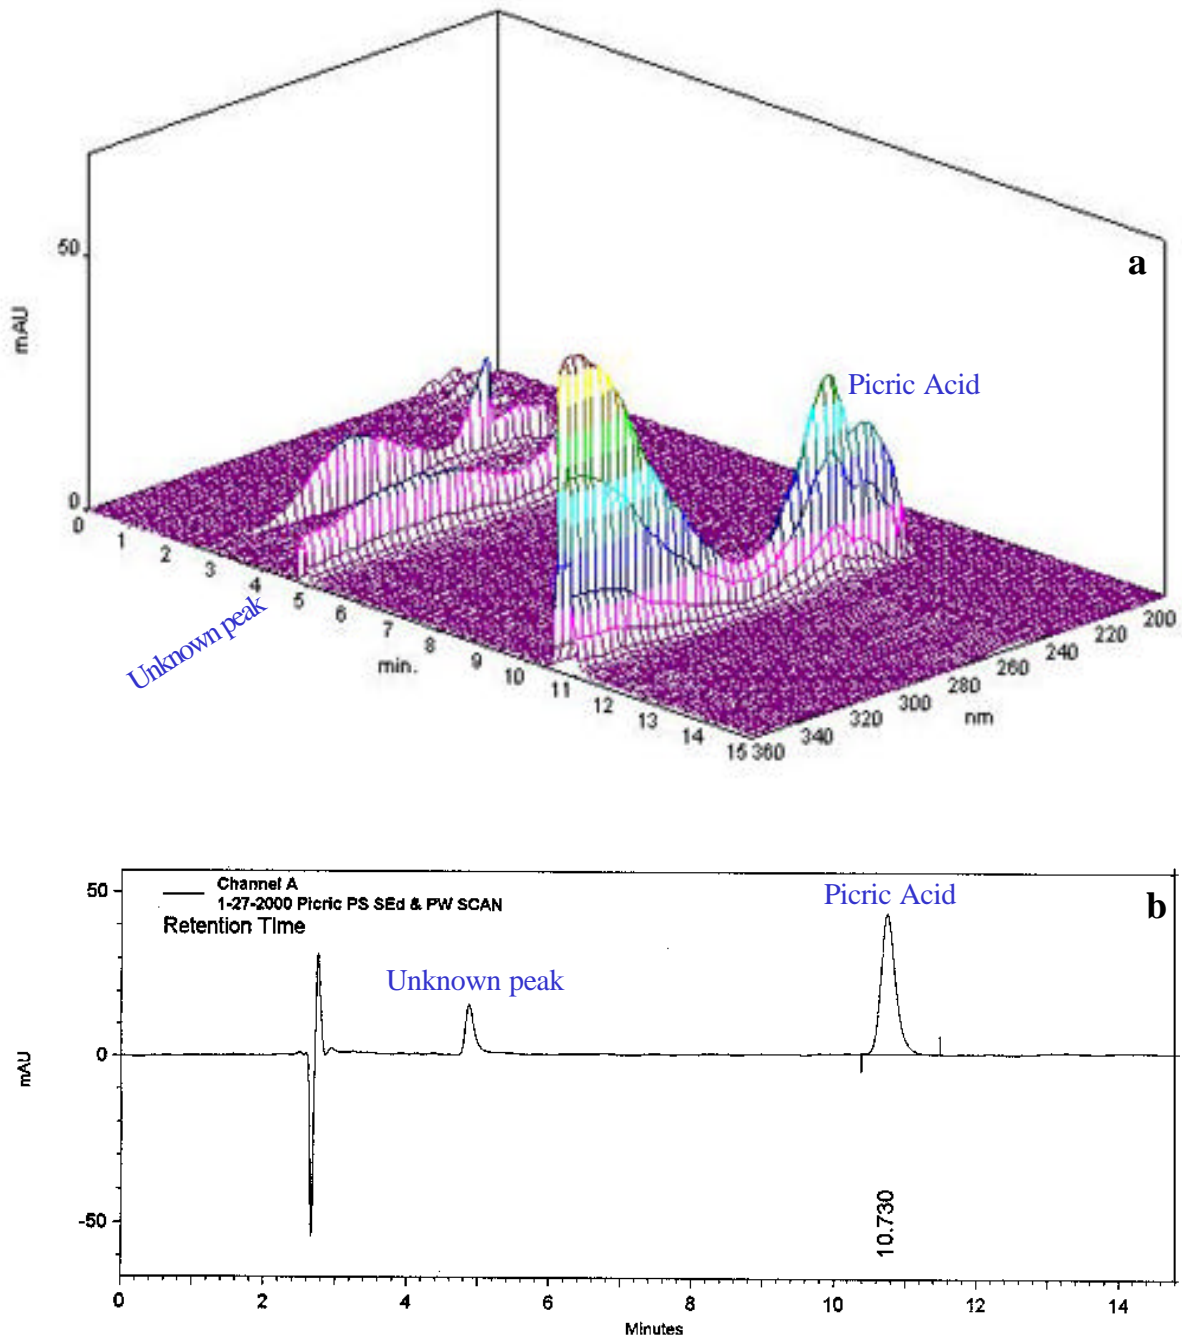 a
50
mAU
Picric Acid
0
0
1
2
3
4
5
6
7
8
9
10
11
12
13
14
15
360
340
320
300
280
260
240
220
200
Unknown peak
min.
nm
Channel A
1-27-2000 Picric PS SEd & PW SCAN
Retention Time
Picric Acid
b
Unknown peak
50
0
-50
mAU
10.730
0 2 4 6 8 10 12 14
Minutes